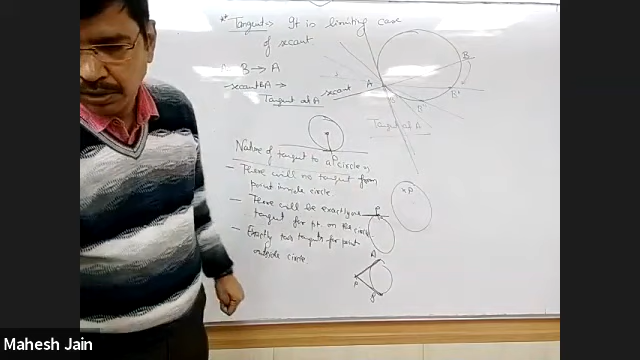 ** Tangent => It is limiting case
of secant.
∴ B → A
secant BA →
Tangent at A
secant
A
B
B'
B"
Tangent at A
P
Nature of tangent to a circle
- There will no tangent from
point inside circle.
- There will be exactly one
tangent for pt. on the circle
- Exactly two tangents for point
outside circle.
P
P
A
P
B
Mahesh Jain